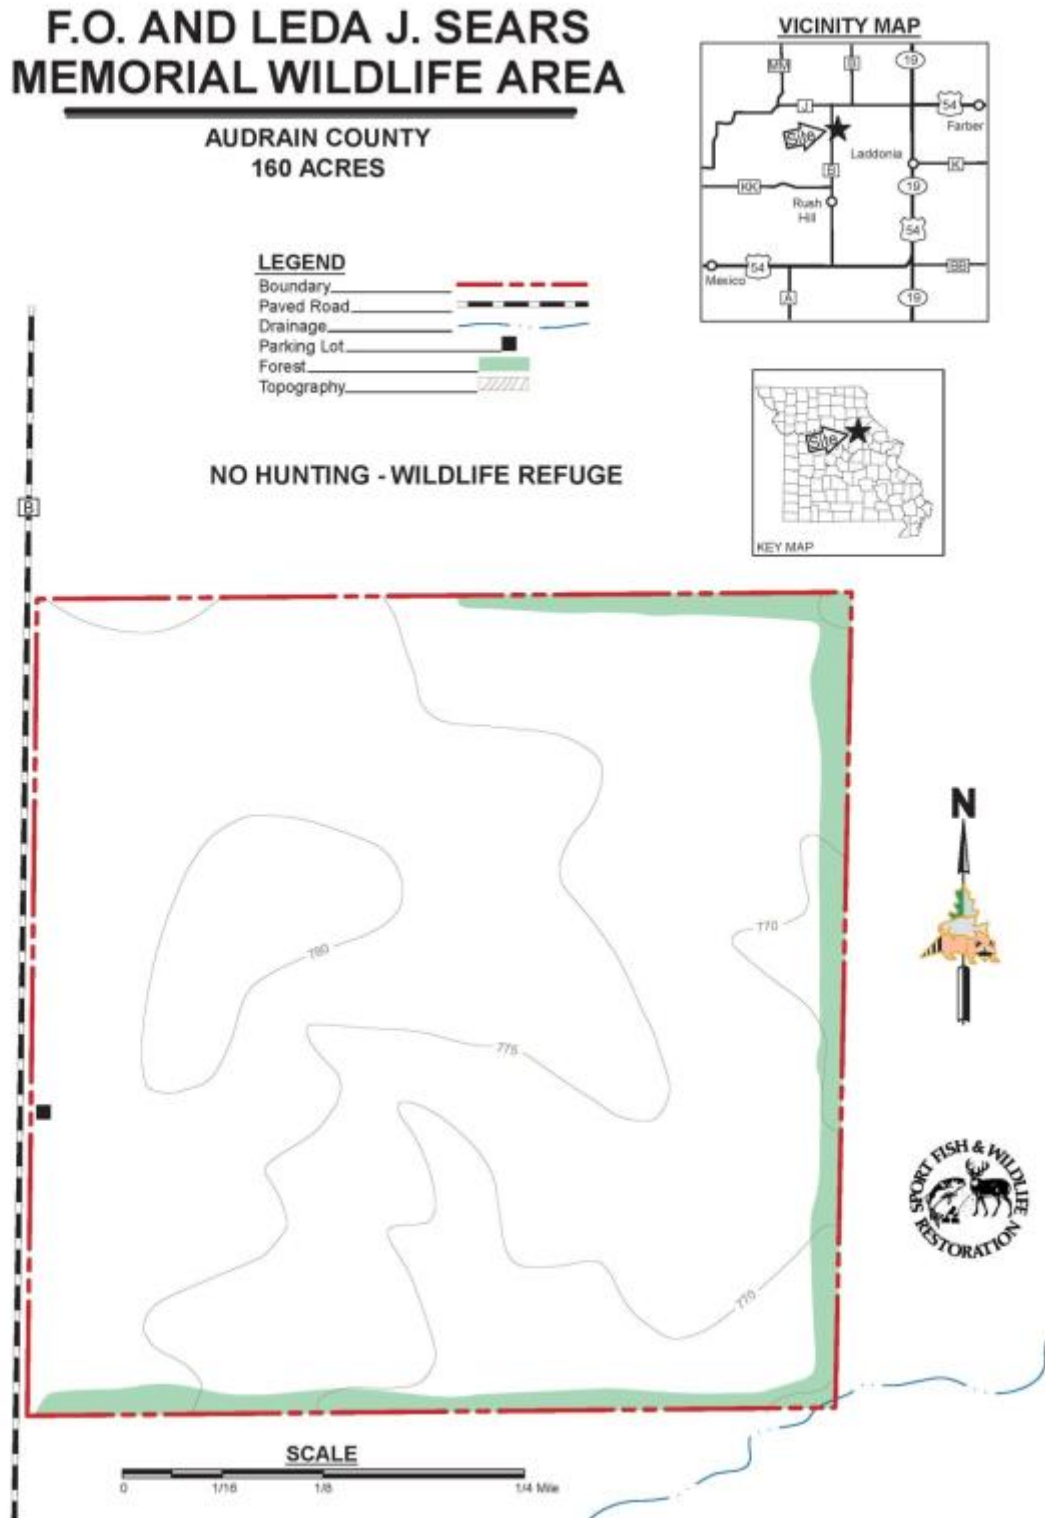 F.O. AND LEDA J. SEARS
MEMORIAL WILDLIFE AREA
AUDRAIN COUNTY
160 ACRES
VICINITY MAP
MM
B
19
J
54
Farber
Site
Laddonia
K
B
KK
19
Rush
Hill
54
Mexico
54
BB
A
19
LEGEND
Boundary
Paved Road
Drainage
Parking Lot
Forest
Topography
Site
KEY MAP
NO HUNTING - WILDLIFE REFUGE
B
N
770
780
775
770
SPORT FISH & WILDLIFE
RESTORATION
SCALE
0 1/16 1/8 1/4 Mile